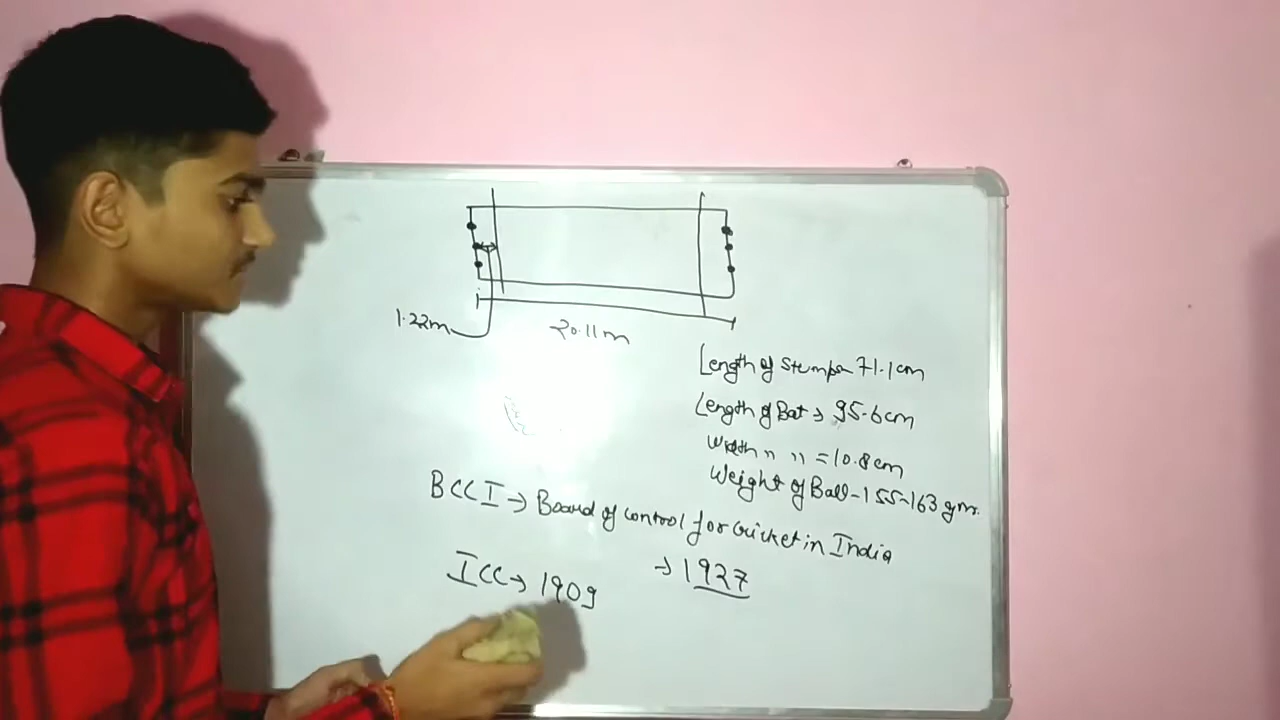 1.22m
20.11m
Length of Stumps 71.1cm
Length of Bat → 95.6cm
Width " " = 10.8cm
Weight of Ball - 155-163 gm.
BCCI → Board of control for cricket in India
→ 1927
ICC → 1909